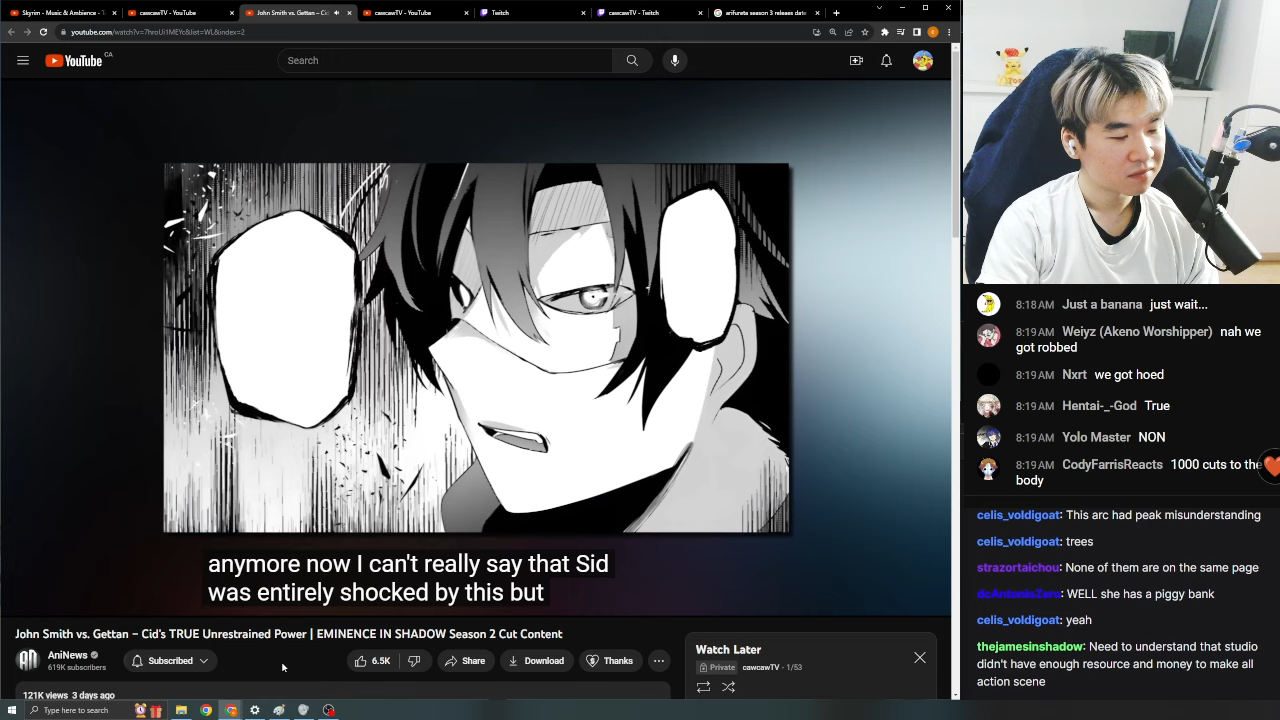 Skyrim - Music & Ambience -
cawcawTV - YouTube
John Smith vs. Gettan – Cid's
cawcawTV - YouTube
Twitch
cawcawTV - Twitch
arifureta season 3 releaes date
youtube.com/watch?v=7hroUi1MEYc&list=WL&index=2
YouTube CA
Search
anymore now I can't really say that Sid
was entirely shocked by this but
John Smith vs. Gettan – Cid's TRUE Unrestrained Power | EMINENCE IN SHADOW Season 2 Cut Content
AniNews
619K subscribers
Subscribed
6.5K
Share
Download
Thanks
121K views 3 days ago
Watch Later
Private cawcawTV - 1/53
8:18 AM Just a banana just wait...
8:19 AM Weiyz (Akeno Worshipper) nah we
got robbed
8:19 AM Nxrt we got hoed
8:19 AM Hentai-_-God True
8:19 AM Yolo Master NON
8:19 AM CodyFarrisReacts 1000 cuts to the
body
celis_voldigoat: This arc had peak misunderstanding
celis_voldigoat: trees
strazortaichou: None of them are on the same page
dcAntonioZero: WELL she has a piggy bank
celis_voldigoat: yeah
thejamesinshadow: Need to understand that studio
didn't have enough resource and money to make all
action scene
Type here to search